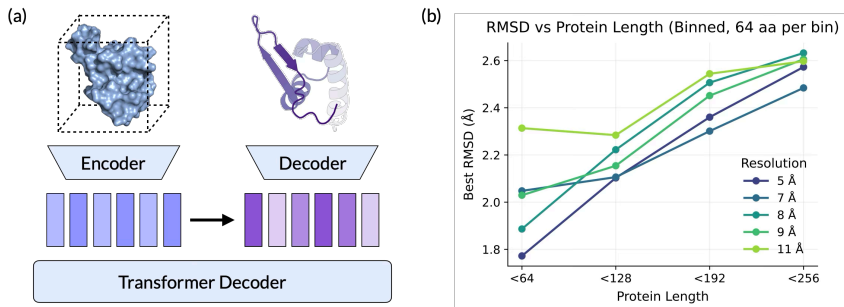 (a)
Encoder
Decoder
Transformer Decoder
(b)
RMSD vs Protein Length (Binned, 64 aa per bin)
Best RMSD (Å)
2.6
2.4
2.2
2.0
1.8
Resolution
5 Å
7 Å
8 Å
9 Å
11 Å
<64
<128
<192
<256
Protein Length